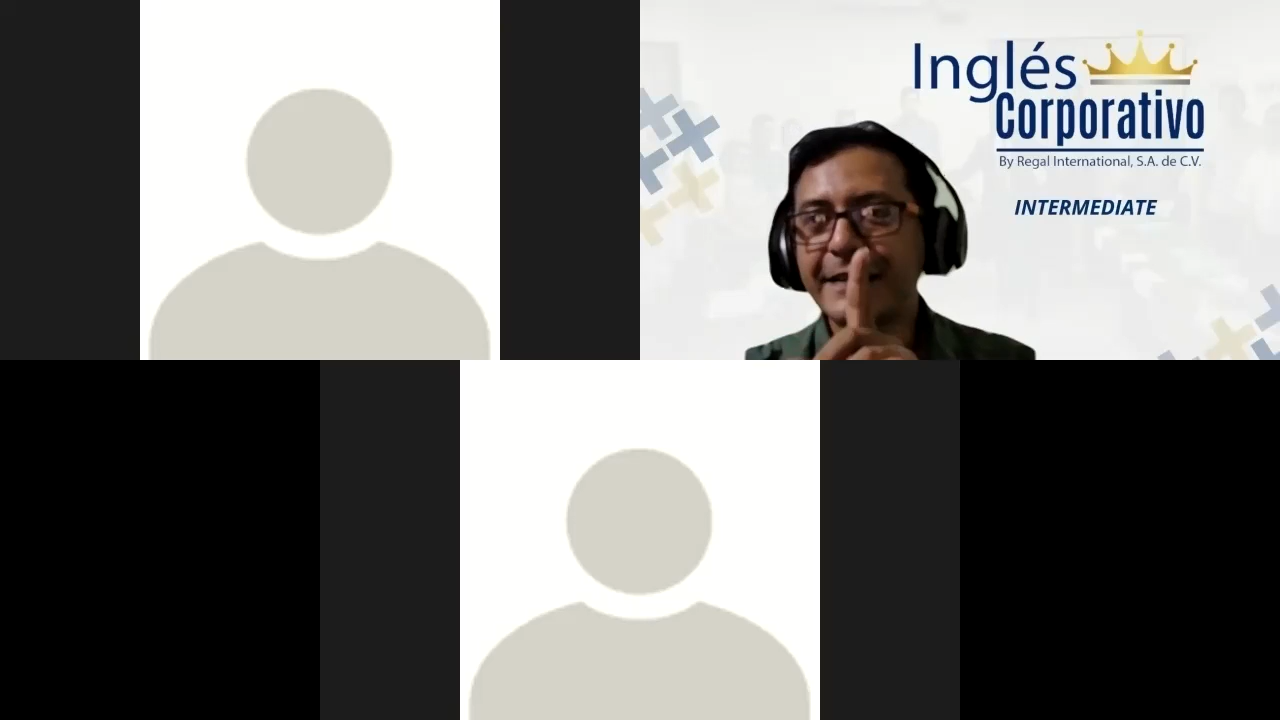 Inglés
Corporativo
By Regal International, S.A. de C.V.
INTERMEDIATE